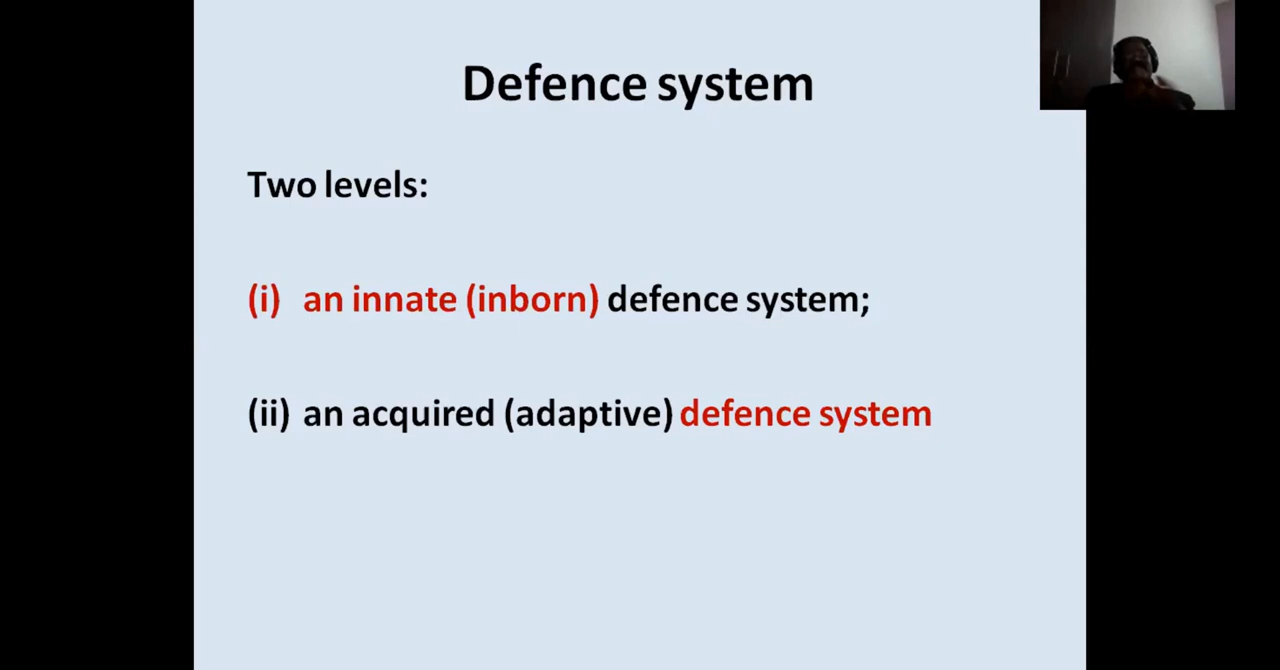 Defence system
Two levels:
(i) an innate (inborn) defence system;
(ii) an acquired (adaptive) defence system